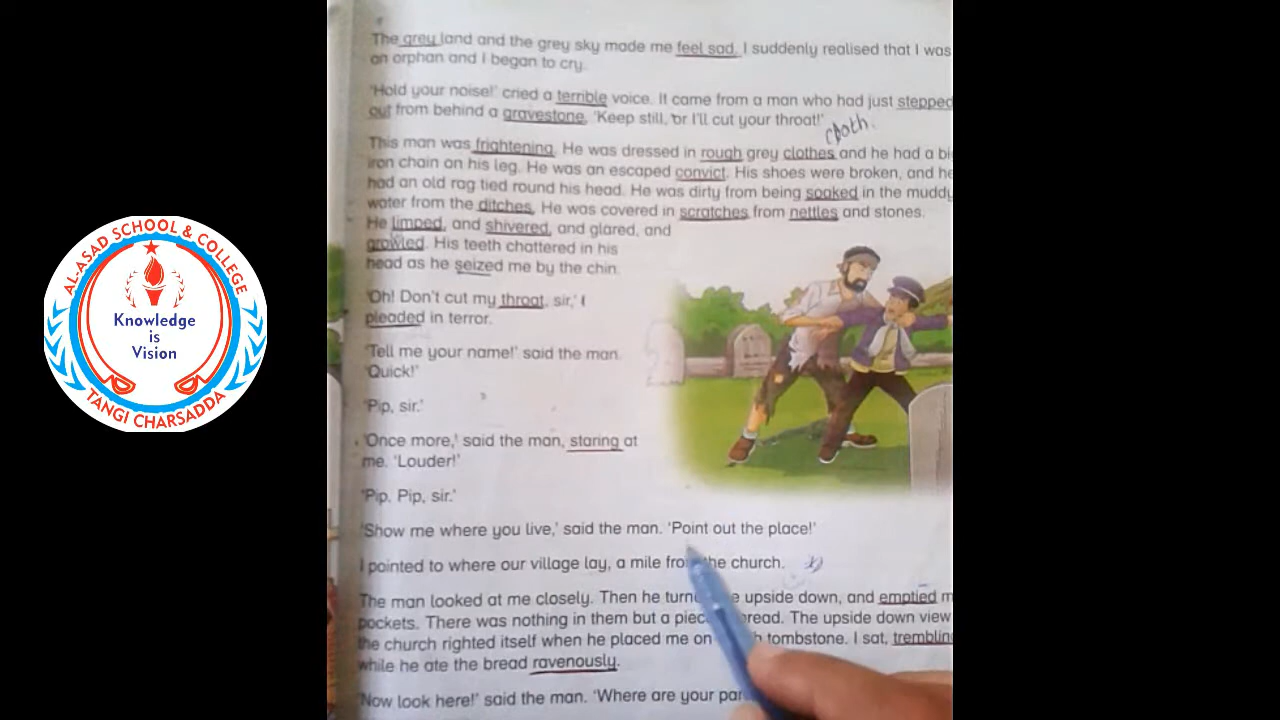 The grey land and the grey sky made me feel sad. I suddenly realised that I was
an orphan and I began to cry.
'Hold your noise!' cried a terrible voice. It came from a man who had just stepped
out from behind a gravestone. 'Keep still, or I'll cut your throat!'
cloth.
This man was frightening. He was dressed in rough grey clothes and he had a
iron chain on his leg. He was an escaped convict. His shoes were broken, and he
had an old rag tied round his head. He was dirty from being soaked in the muddy
water from the ditches. He was covered in scratches from nettles and stones.
He limped, and shivered, and glared, and
growled. His teeth chattered in his
head as he seized me by the chin.
'Oh! Don't cut my throat, sir,' I
pleaded in terror.
'Tell me your name!' said the man.
'Quick!'
'Pip, sir.'
'Once more,' said the man, staring at
me. 'Louder!'
'Pip, Pip, sir.'
'Show me where you live,' said the man. 'Point out the place!'
I pointed to where our village lay, a mile from the church.
The man looked at me closely. Then he upside down, and emptied
pockets. There was nothing in them but a bread. The upside down view
the church righted itself when he placed me on tombstone. I sat,
while he ate the bread ravenously.
'Now look here!' said the man. 'Where are your
AL-ASAD SCHOOL & COLLEGE
Knowledge
is
Vision
TANGI CHARSADDA